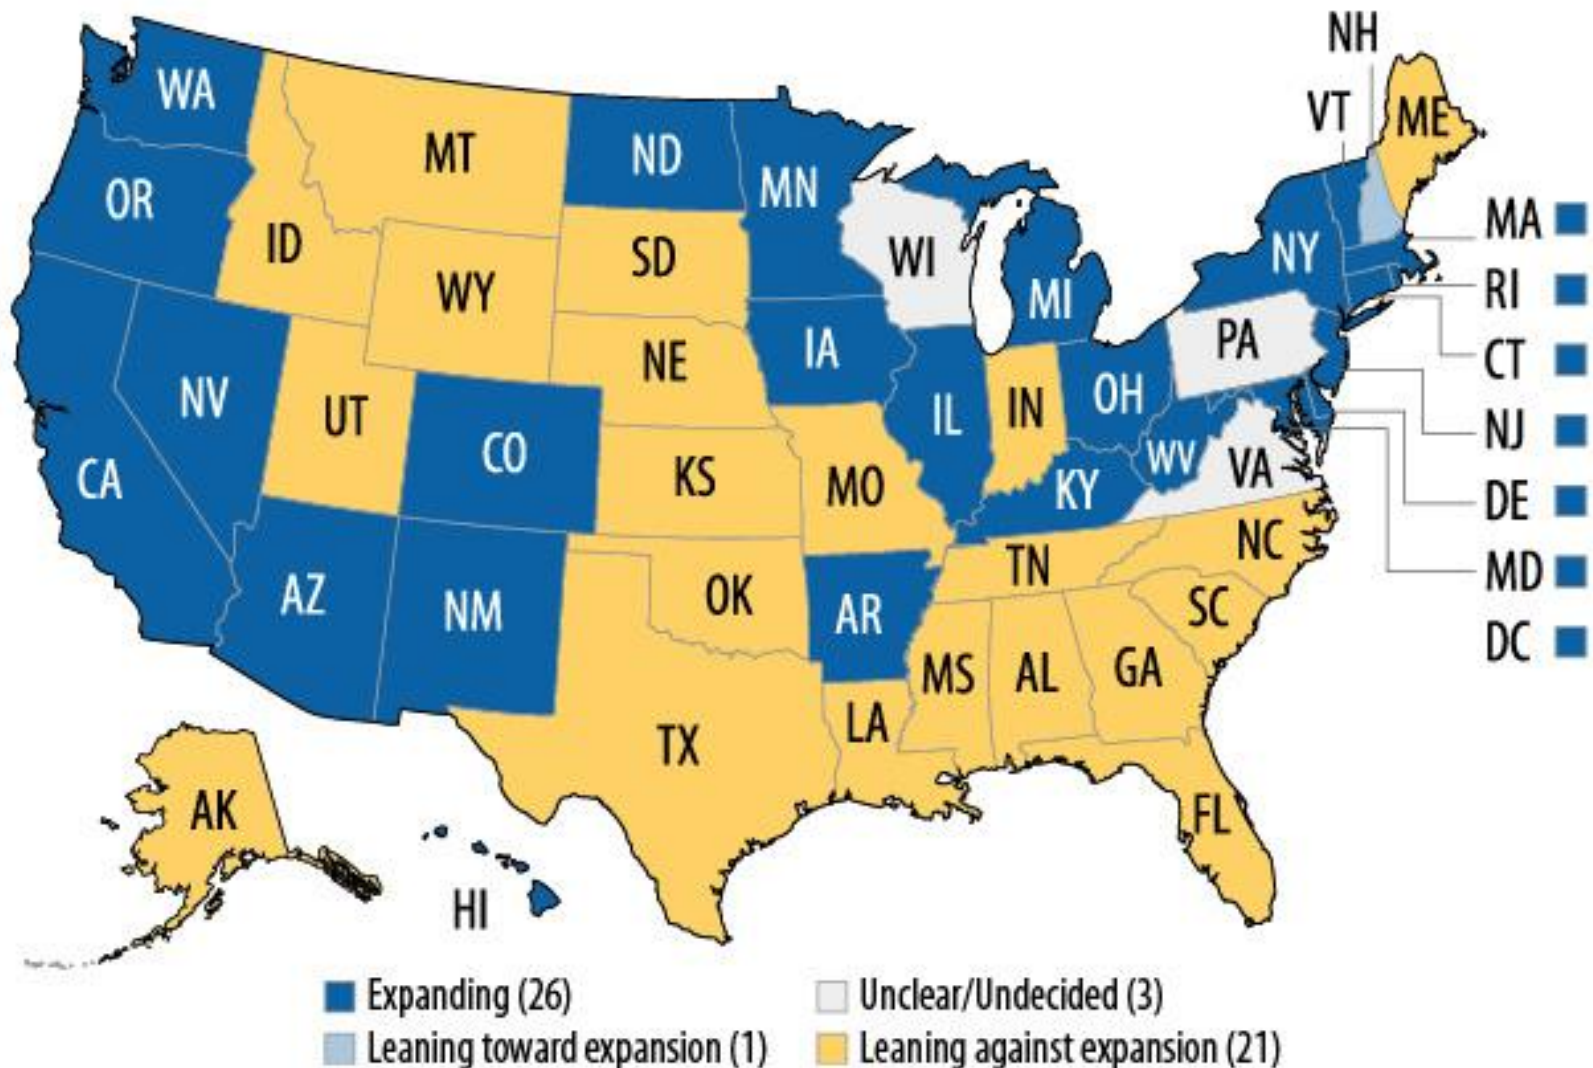 NH
VT
ME
WA
MT
ND
MN
OR
ID
SD
WI
NY
MA
WY
MI
RI
IA
NE
PA
CT
NV
UT
CO
IL
IN
OH
NJ
CA
KS
MO
WV
VA
KY
DE
NC
TN
MD
AZ
NM
OK
AR
SC
DC
MS
AL
GA
LA
TX
AK
FL
HI
Expanding (26)
Unclear/Undecided (3)
Leaning toward expansion (1)
Leaning against expansion (21)